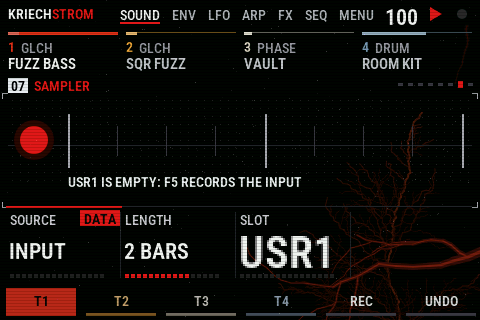 KRIECHSTROM SOUND ENV LFO ARP FX SEQ MENU 100
1 GLCH 2 GLCH 3 PHASE 4 DRUM
FUZZ BASS SQR FUZZ VAULT ROOM KIT
07 SAMPLER
USR1 IS EMPTY: F5 RECORDS THE INPUT
SOURCE DATA LENGTH SLOT
INPUT 2 BARS USR1
T1 T2 T3 T4 REC UNDO